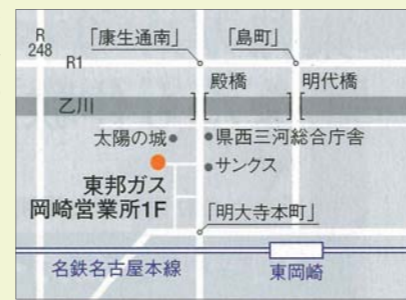 R
248
「康生通南」
「島町」
R1
殿橋
明代橋
乙川
太陽の城
県西三河総合庁舎
サンクス
東邦ガス
岡崎営業所1F
「明大寺本町」
名鉄名古屋本線
東岡崎